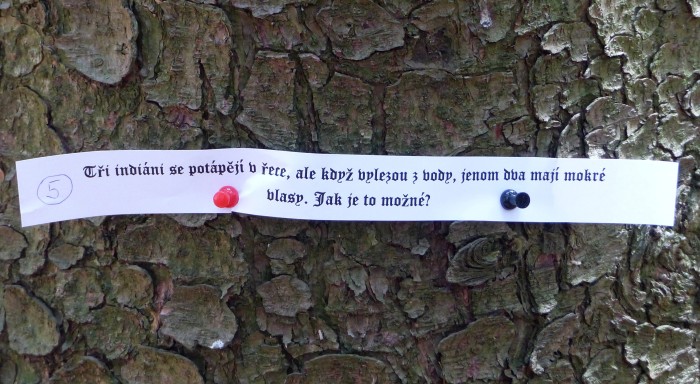 5 Tři indiáni se potápějí v řece, ale když vylezou z vody, jenom dva mají mokré
vlasy. Jak je to možné?